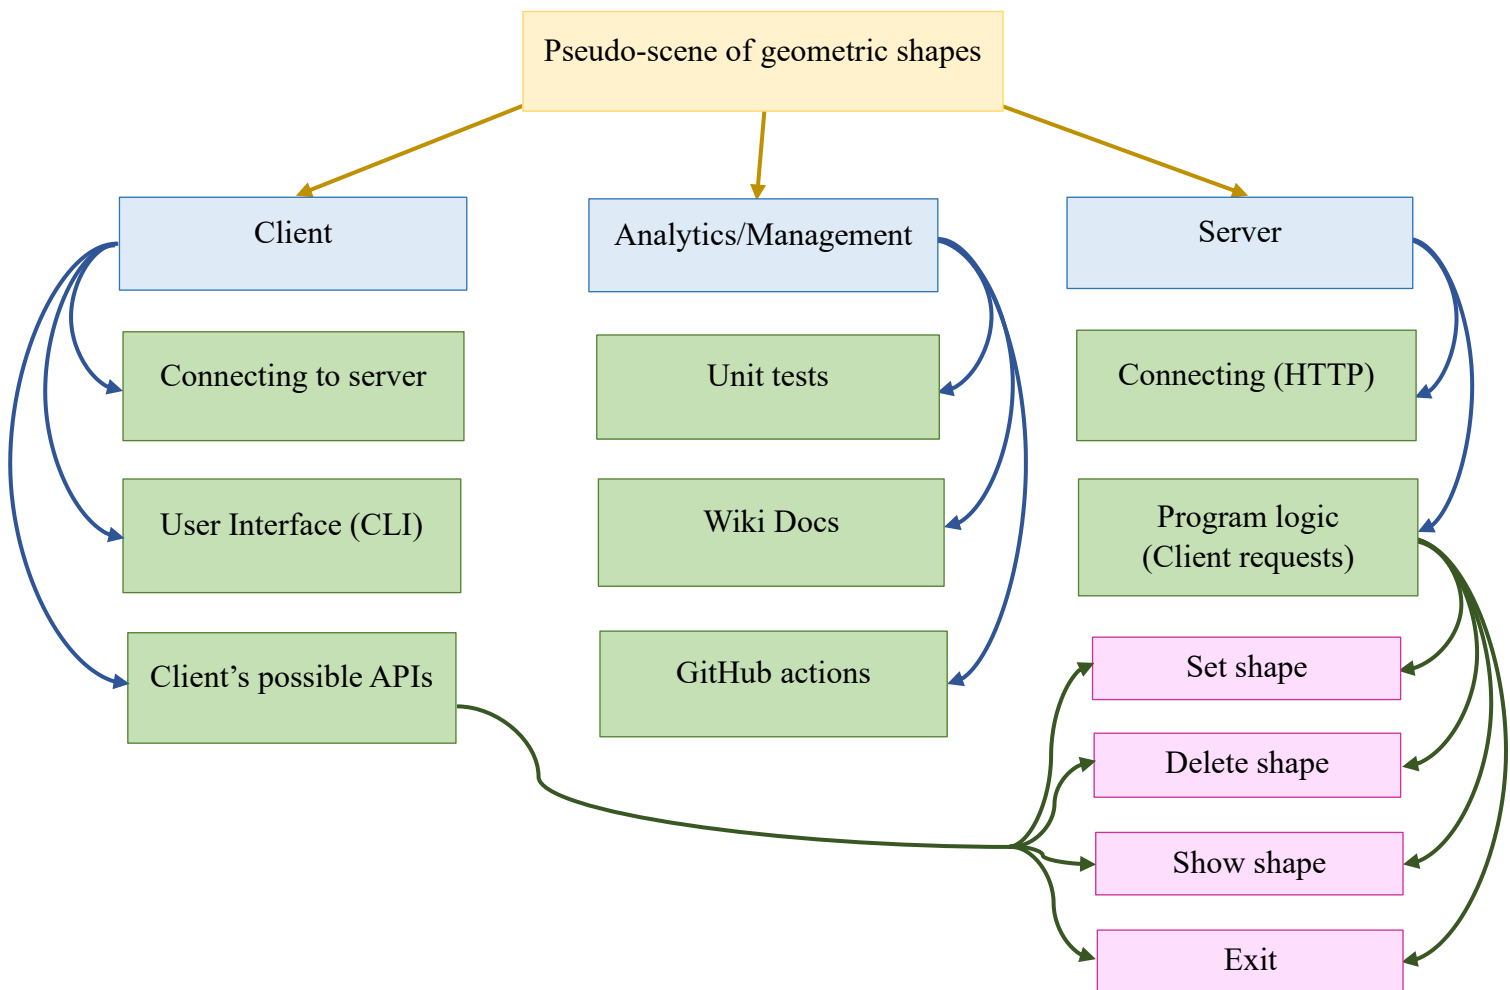 Pseudo-scene of geometric shapes
Client
Analytics/Management
Server
Connecting to server
Unit tests
Connecting (HTTP)
User Interface (CLI)
Wiki Docs
Program logic
(Client requests)
Client’s possible APIs
GitHub actions
Set shape
Delete shape
Show shape
Exit